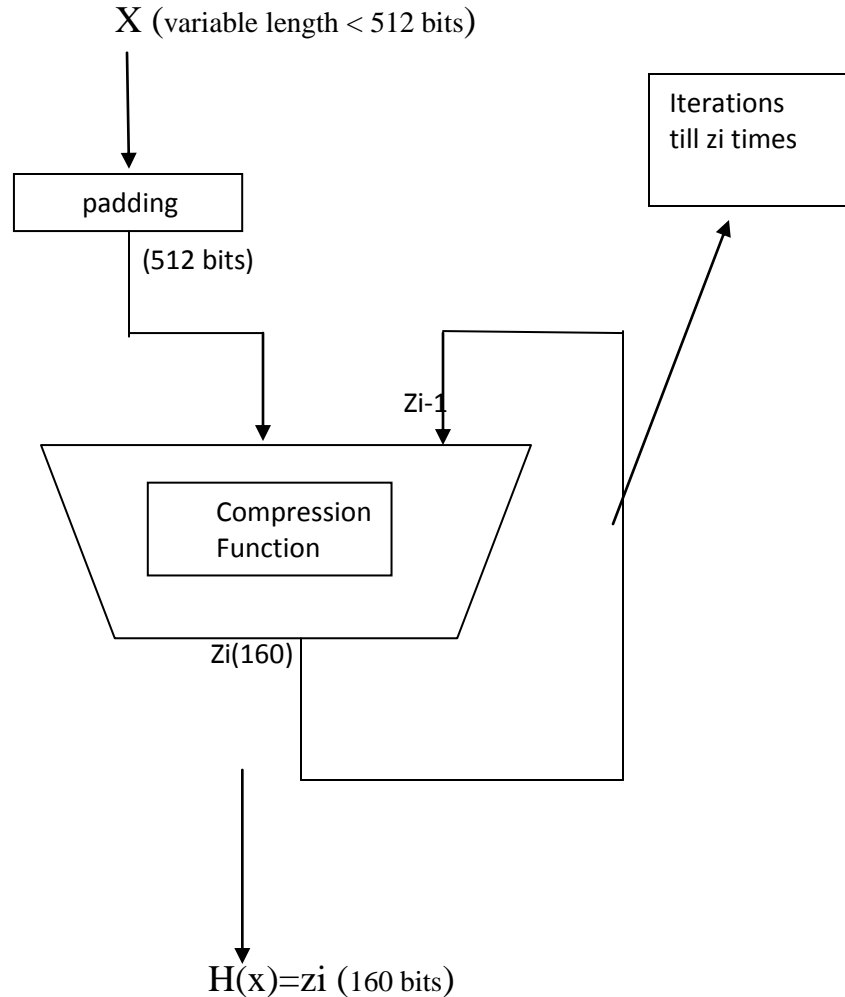 X (variable length < 512 bits)
Iterations
till zi times
padding
(512 bits)
Zi-1
Compression
Function
Zi(160)
H(x)=zi (160 bits)